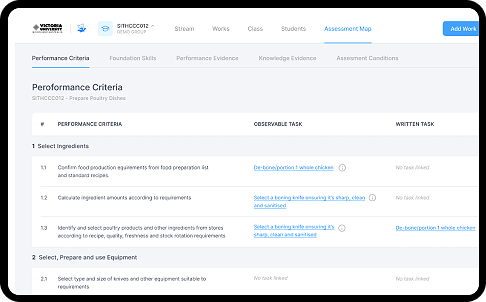 VICTORIA
UNIVERSITY
SITHCCC012
DEMO GROUP
Stream
Works
Class
Students
Assessment Map
Add Work
Performance Criteria
Foundation Skills
Performance Evidence
Knowledge Evidence
Assesment Conditions
Peroformance Criteria
SITHCCC012 - Prepare Poultry Dishes
# PERFORMANCE CRITERIA OBSERVABLE TASK WRITTEN TASK
1 Select Ingredients
1.1 Confirm food production equirements from food preparation list De-bone/portion 1 whole chicken No task linked
and standard recipes.
1.2 Calculate ingredient amounts according to requirements Select a boning knife ensuring it's sharp, clean No task linked
and sanitised
1.3 Identify and select poultry products and other ingredients from stores Select a boning knife ensuring it's De-bone/portion 1 whole chicken
according to recipe, quality, freshness and stock rotation requirements sharp, clean and sanitised
2 Select, Prepare and use Equipment
2.1 Select type and size of knives and other equipment suitable to No task linked No task linked
requirements